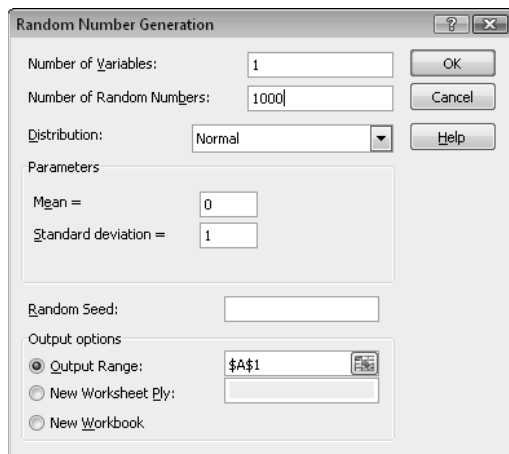 Random Number Generation
Number of Variables: 1 OK
Number of Random Numbers: 1000 Cancel
Distribution: Normal Help
Parameters
Mean = 0
Standard deviation = 1
Random Seed:
Output options
Output Range: $A$1
New Worksheet Ply:
New Workbook